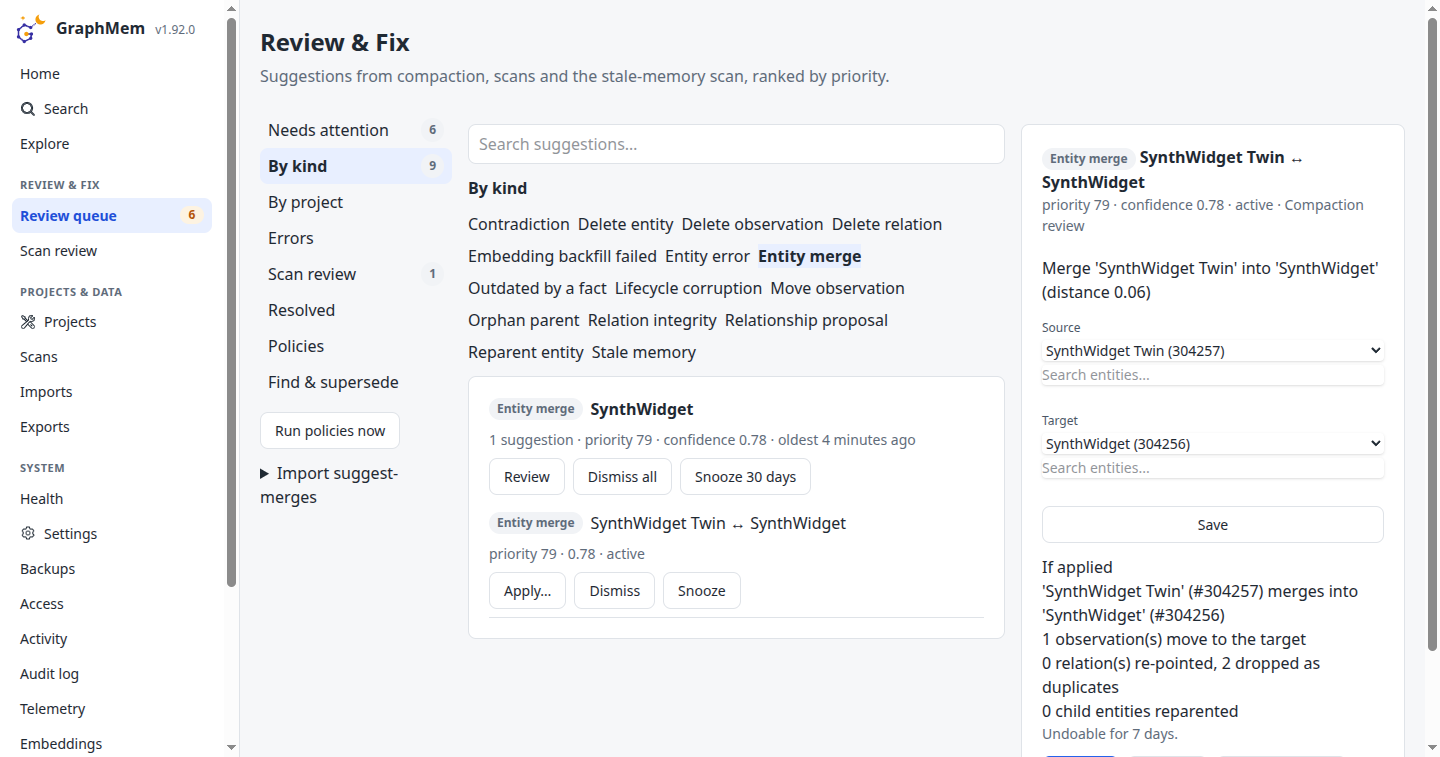 GraphMem v1.92.0
Home
Search
Explore
REVIEW & FIX
Review queue 6
Scan review
PROJECTS & DATA
Projects
Scans
Imports
Exports
SYSTEM
Health
Settings
Backups
Access
Activity
Audit log
Telemetry
Embeddings
Review & Fix
Suggestions from compaction, scans and the stale-memory scan, ranked by priority.
Needs attention 6
By kind 9
By project
Errors
Scan review 1
Resolved
Policies
Find & supersede
Run policies now
Import suggest-
merges
Search suggestions...
By kind
Contradiction Delete entity Delete observation Delete relation
Embedding backfill failed Entity error Entity merge
Outdated by a fact Lifecycle corruption Move observation
Orphan parent Relation integrity Relationship proposal
Reparent entity Stale memory
Entity merge SynthWidget
1 suggestion · priority 79 · confidence 0.78 · oldest 4 minutes ago
Review Dismiss all Snooze 30 days
Entity merge SynthWidget Twin ↔ SynthWidget
priority 79 · 0.78 · active
Apply... Dismiss Snooze
Entity merge SynthWidget Twin ↔
SynthWidget
priority 79 · confidence 0.78 · active · Compaction
review
Merge 'SynthWidget Twin' into 'SynthWidget'
(distance 0.06)
Source
SynthWidget Twin (304257)
Search entities...
Target
SynthWidget (304256)
Search entities...
Save
If applied
'SynthWidget Twin' (#304257) merges into
'SynthWidget' (#304256)
1 observation(s) move to the target
0 relation(s) re-pointed, 2 dropped as
duplicates
0 child entities reparented
Undoable for 7 days.